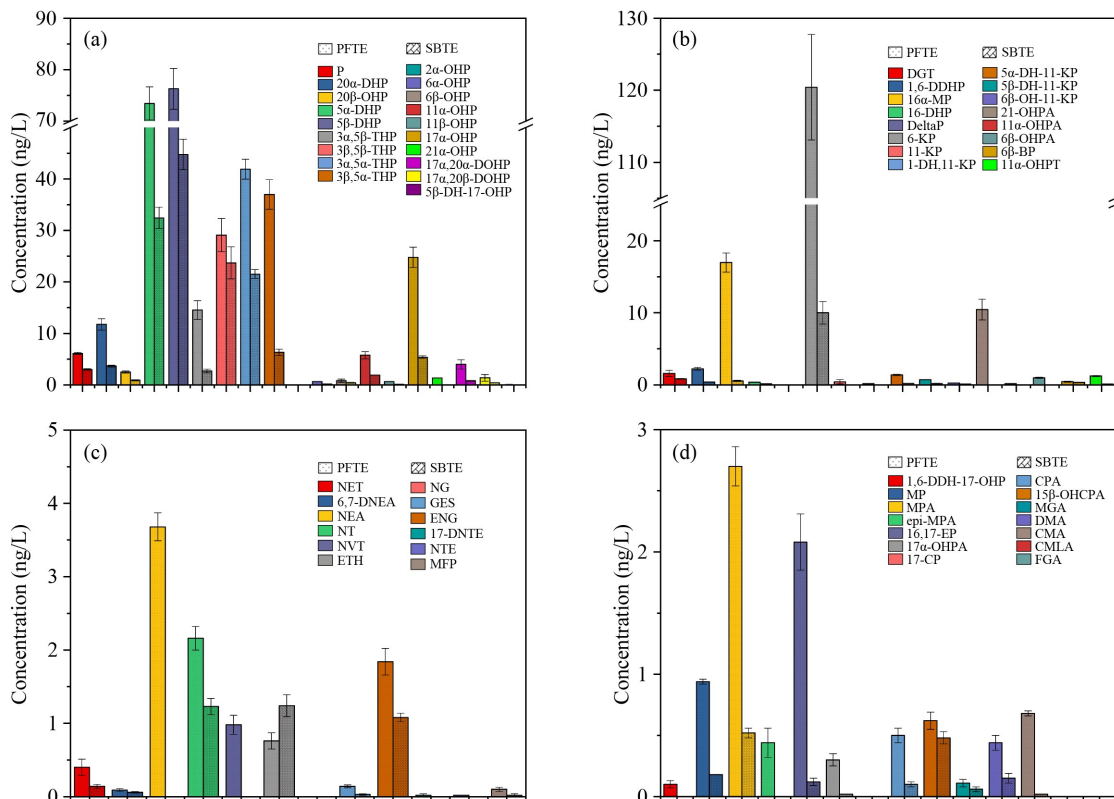 (a)
PFTE SBTE
P 2α-OHP
20α-DHP 6α-OHP
20β-OHP 6β-OHP
5α-DHP 11α-OHP
5β-DHP 11β-OHP
3α,5β-THP 17α-OHP
3β,5β-THP 21α-OHP
3α,5α-THP 17α,20α-DOHP
3β,5α-THP 17α,20β-DOHP
5β-DH-17-OHP
Concentration (ng/L)
90
80
70
40
30
20
10
0
(b)
PFTE SBTE
DGT 5α-DH-11-KP
1,6-DDHP 5β-DH-11-KP
16α-MP 6β-OH-11-KP
16-DHP 21-OHPA
DeltaP 11α-OHPA
6-KP 6β-OHPA
11-KP 6β-BP
1-DH,11-KP 11α-OHPT
Concentration (ng/L)
130
120
110
20
10
0
(c)
PFTE SBTE
NET NG
6,7-DNEA GES
NEA ENG
NT 17-DNTE
NVT NTE
ETH MFP
Concentration (ng/L)
5
4
3
2
1
0
(d)
PFTE SBTE
1,6-DDH-17-OHP CPA
MP 15β-OHCPA
MPA MGA
epi-MPA DMA
16,17-EP CMA
17α-OHPA CMLA
17-CP FGA
Concentration (ng/L)
3
2
1
0